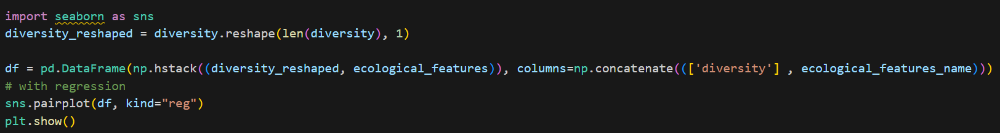 import seaborn as sns
diversity_reshaped = diversity.reshape(len(diversity), 1)
df = pd.DataFrame(np.hstack((diversity_reshaped, ecological_features)), columns=np.concatenate((['diversity'] , ecological_features_name)))
# with regression
sns.pairplot(df, kind="reg")
plt.show()